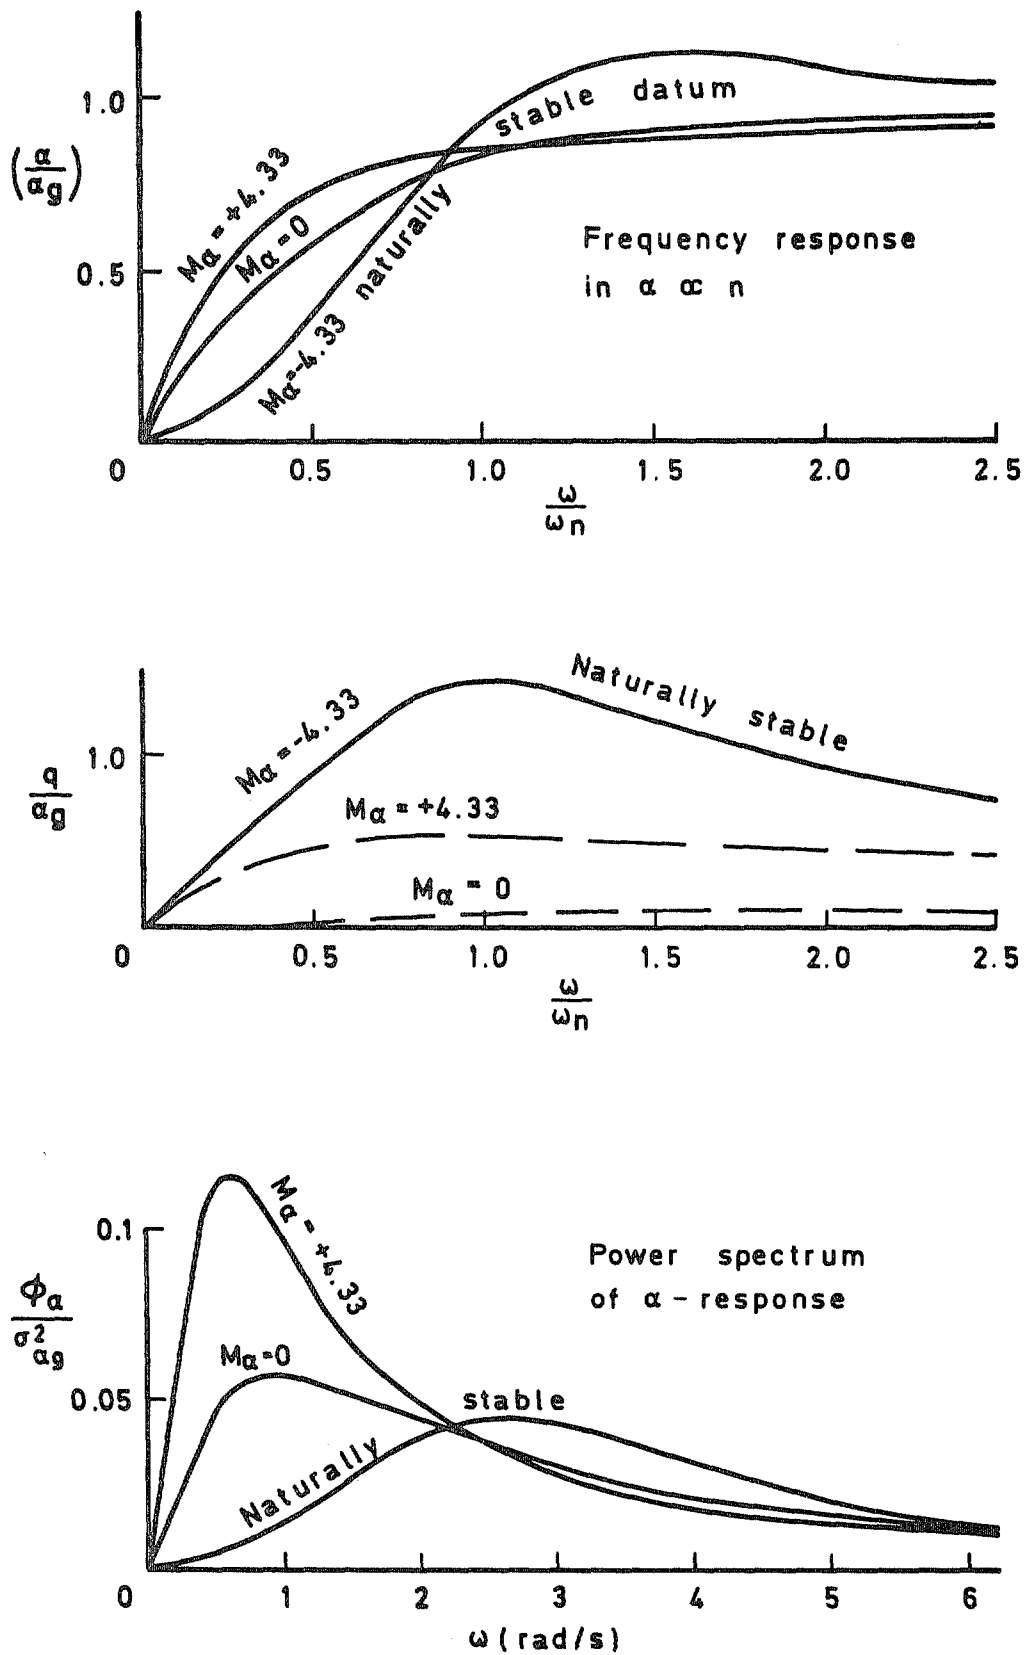 1.0
0.5
(α/αg)
Mα = +4.33
Mα = 0
Mα = -4.33 naturally stable datum
Frequency response
in α ∝ n
0 0.5 1.0 1.5 2.0 2.5
ω/ωn
1.0
q/αg
Mα = -4.33
Naturally stable
Mα = +4.33
Mα = 0
0 0.5 1.0 1.5 2.0 2.5
ω/ωn
0.1
0.05
ϕα/σ²αg
Mα = +4.33
Mα=0
Naturally stable
Power spectrum
of α - response
0 1 2 3 4 5 6
ω (rad/s)